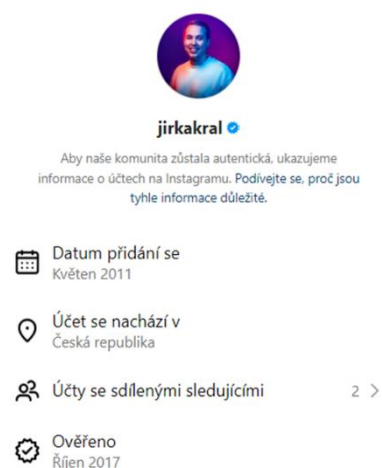 jirkakral
Aby naše komunita zůstala autentická, ukazujeme
informace o účtech na Instagramu. Podívejte se, proč jsou
tyhle informace důležité.
Datum přidání se
Květen 2011
Účet se nachází v
Česká republika
Účty se sdílenými sledujícími 2
Ověřeno
Říjen 2017